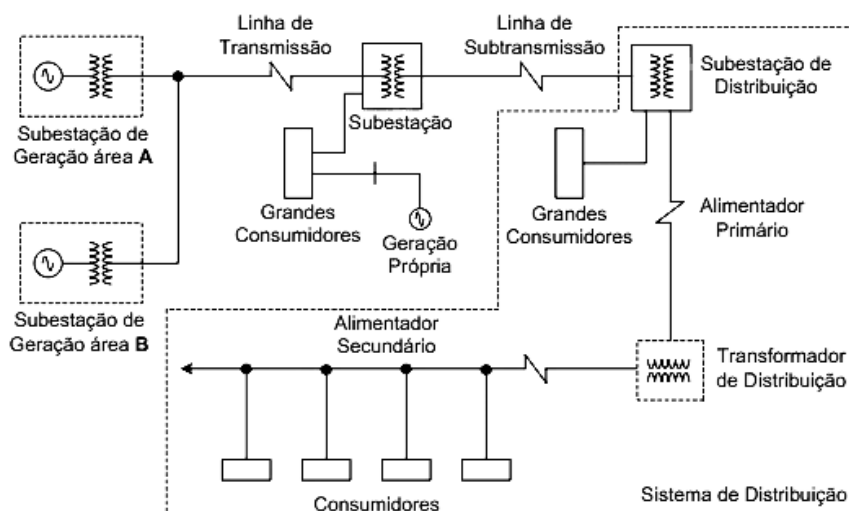 Linha de
Transmissão
Linha de
Subtransmissão
Subestação de
Distribuição
Subestação de
Geração área A
Subestação
Grandes
Consumidores
Geração
Própria
Grandes
Consumidores
Alimentador
Primário
Subestação de
Geração área B
Alimentador
Secundário
Transformador
de Distribuição
Consumidores
Sistema de Distribuição